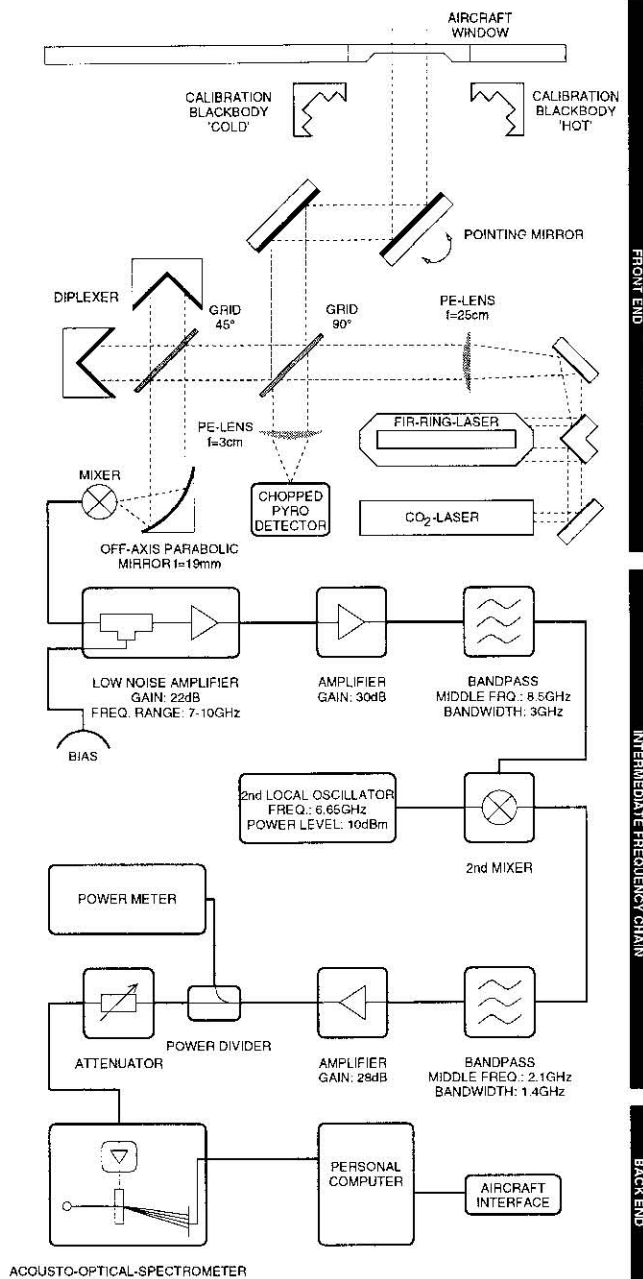 AIRCRAFT
WINDOW
CALIBRATION
BLACKBODY
'COLD'
CALIBRATION
BLACKBODY
'HOT'
POINTING MIRROR
DIPLEXER
GRID
45°
GRID
90°
PE-LENS
f=25cm
PE-LENS
f=3cm
FIR-RING-LASER
MIXER
CHOPPED
PYRO
DETECTOR
CO2-LASER
OFF-AXIS PARABOLIC
MIRROR f=19mm
FRONT END
LOW NOISE AMPLIFIER
GAIN: 22dB
FREQ. RANGE: 7-10GHz
AMPLIFIER
GAIN: 30dB
BANDPASS
MIDDLE FRQ.: 8.5GHz
BANDWIDTH: 3GHz
BIAS
2nd LOCAL OSCILLATOR
FREQ.: 6.65GHz
POWER LEVEL: 10dBm
2nd MIXER
POWER METER
ATTENUATOR
POWER DIVIDER
AMPLIFIER
GAIN: 28dB
BANDPASS
MIDDLE FREQ.: 2.1GHz
BANDWIDTH: 1.4GHz
INTERMEDIATE FREQUENCY CHAIN
PERSONAL
COMPUTER
AIRCRAFT
INTERFACE
ACOUSTO-OPTICAL-SPECTROMETER
BACK END